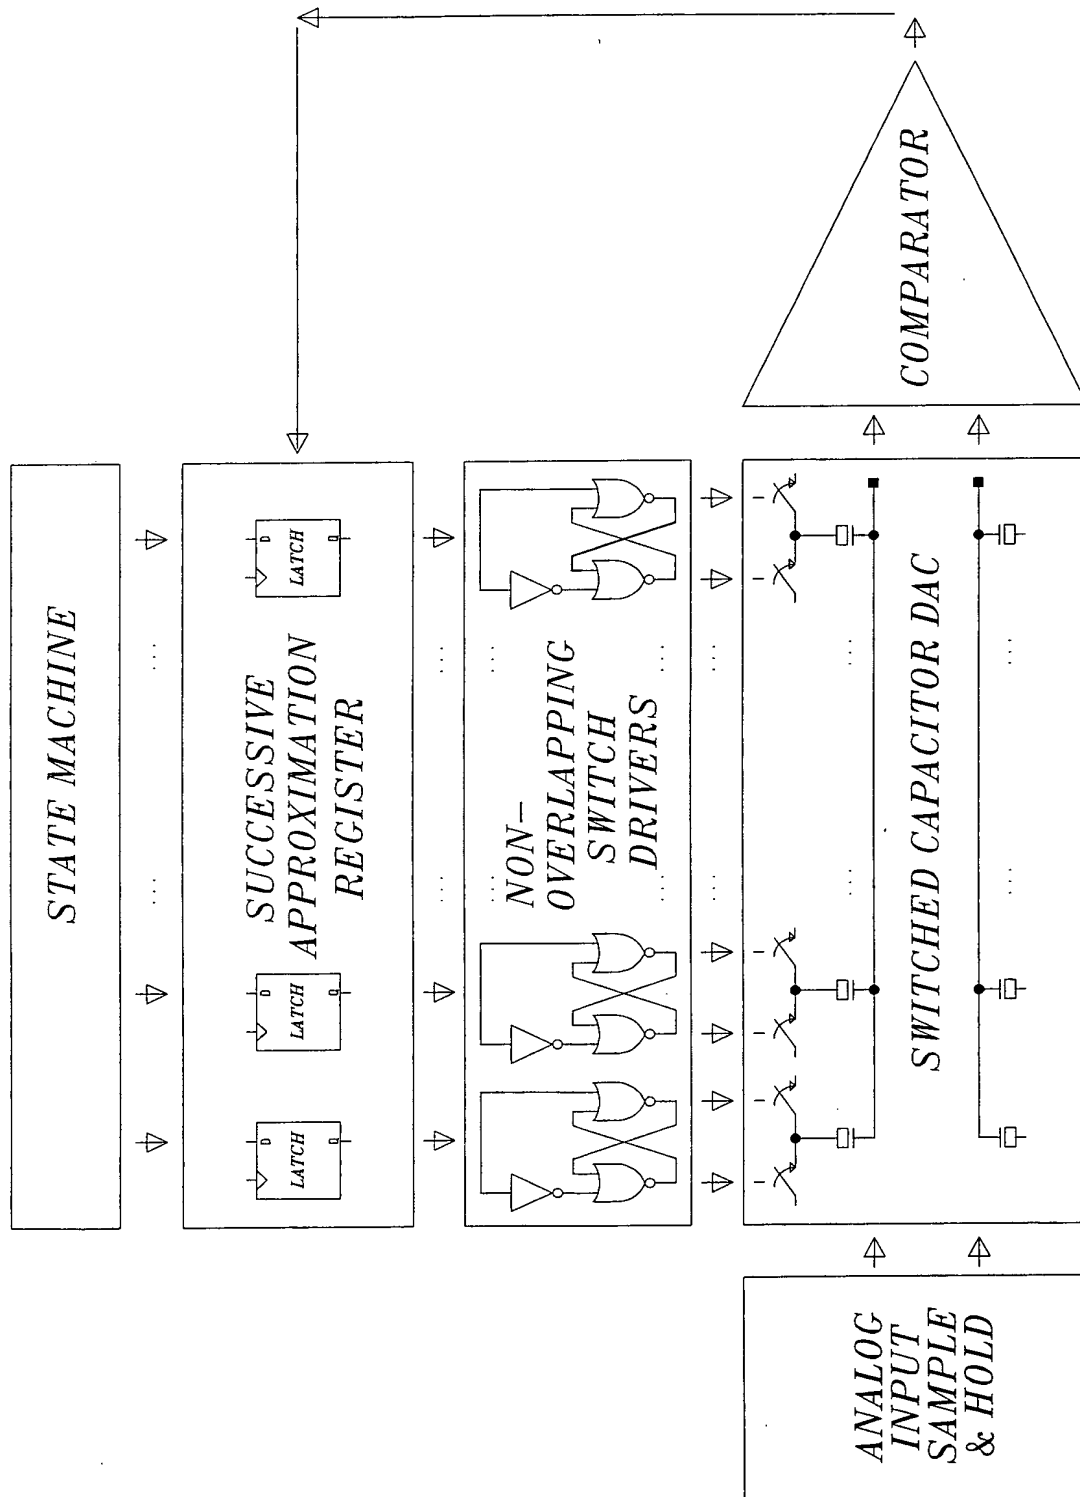 STATE MACHINE
SUCCESSIVE
APPROXIMATION
REGISTER
D
LATCH
Q
D
LATCH
Q
D
LATCH
Q
NON-
OVERLAPPING
SWITCH
DRIVERS
SWITCHED CAPACITOR DAC
COMPARATOR
ANALOG
INPUT
SAMPLE
& HOLD